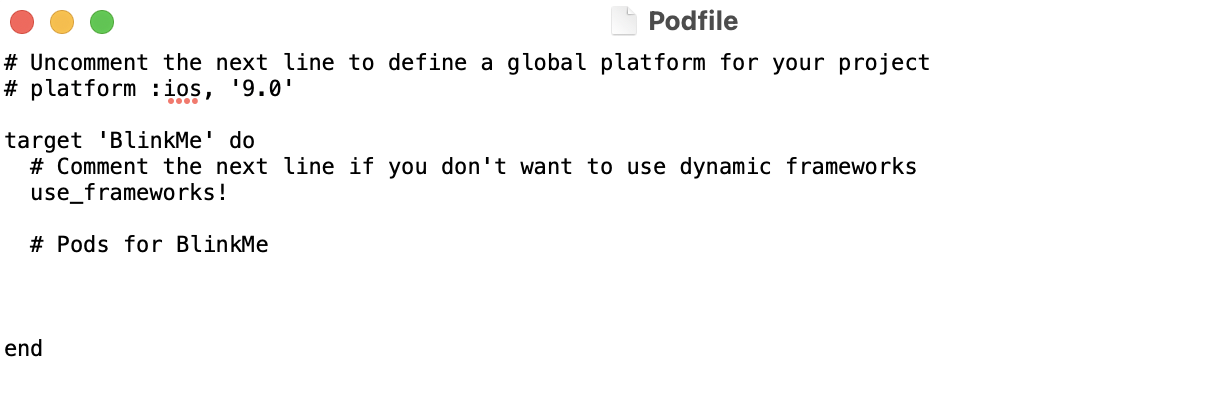 Podfile
# Uncomment the next line to define a global platform for your project
# platform :ios, '9.0'
target 'BlinkMe' do
# Comment the next line if you don't want to use dynamic frameworks
use_frameworks!
# Pods for BlinkMe
end